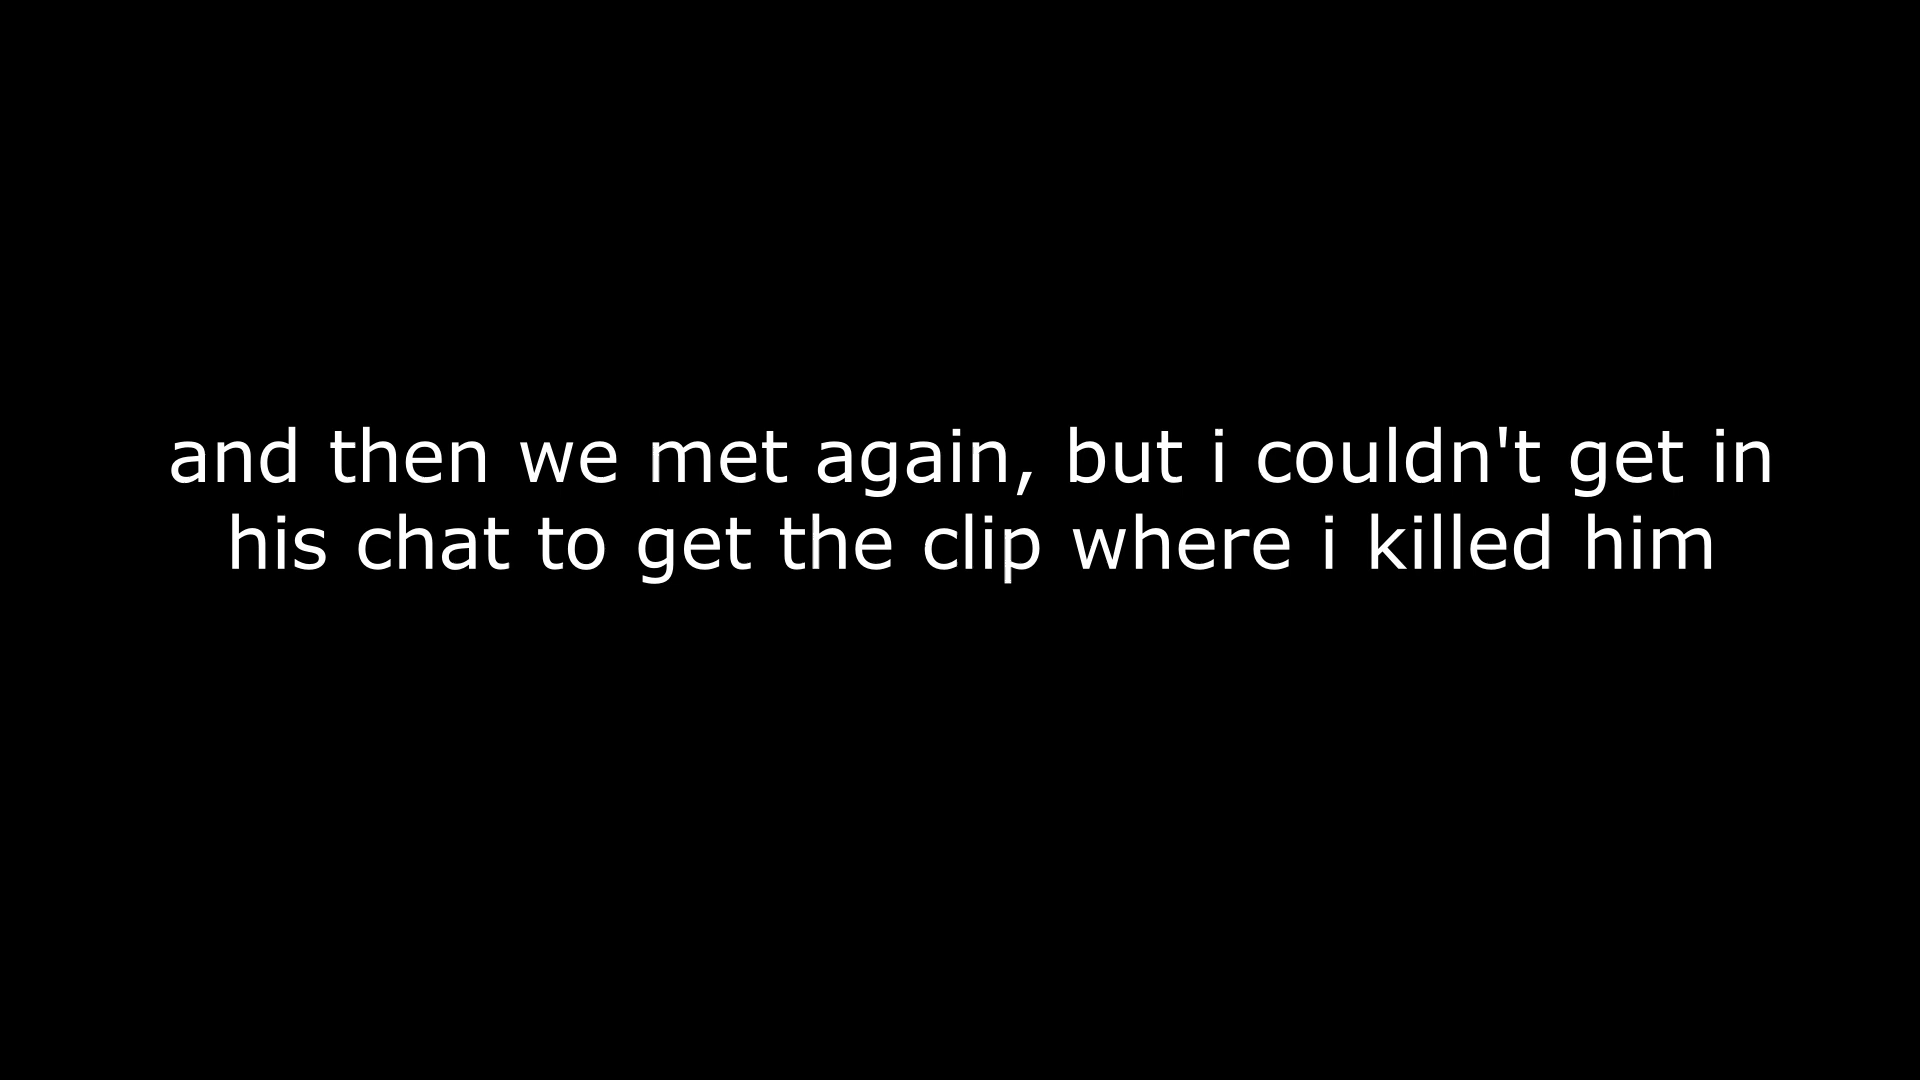 and then we met again, but i couldn't get in
his chat to get the clip where i killed him